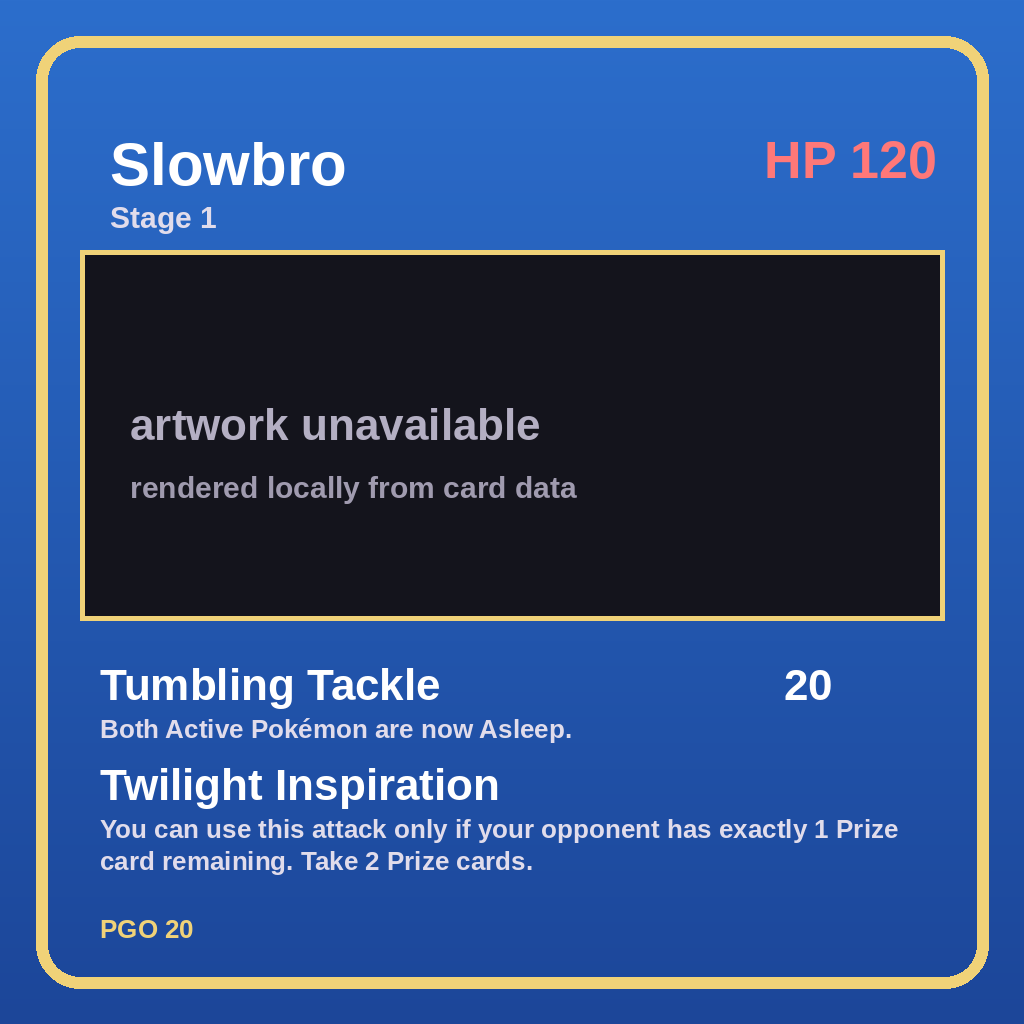 Slowbro
HP 120
Stage 1
artwork unavailable
rendered locally from card data
Tumbling Tackle 20
Both Active Pokémon are now Asleep.
Twilight Inspiration
You can use this attack only if your opponent has exactly 1 Prize
card remaining. Take 2 Prize cards.
PGO 20